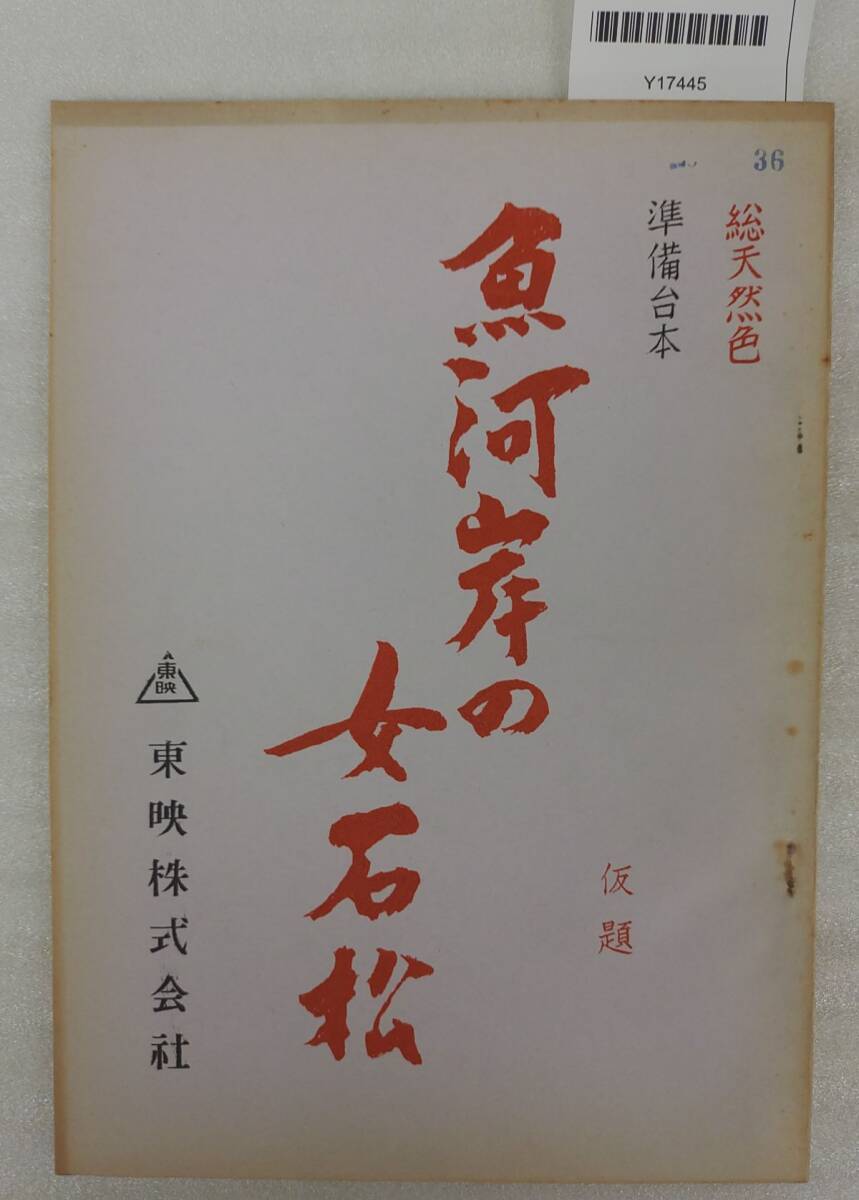 Y17445
36
総天然色
準備台本
仮題
魚河岸の
女石松
東映
東映株式会社